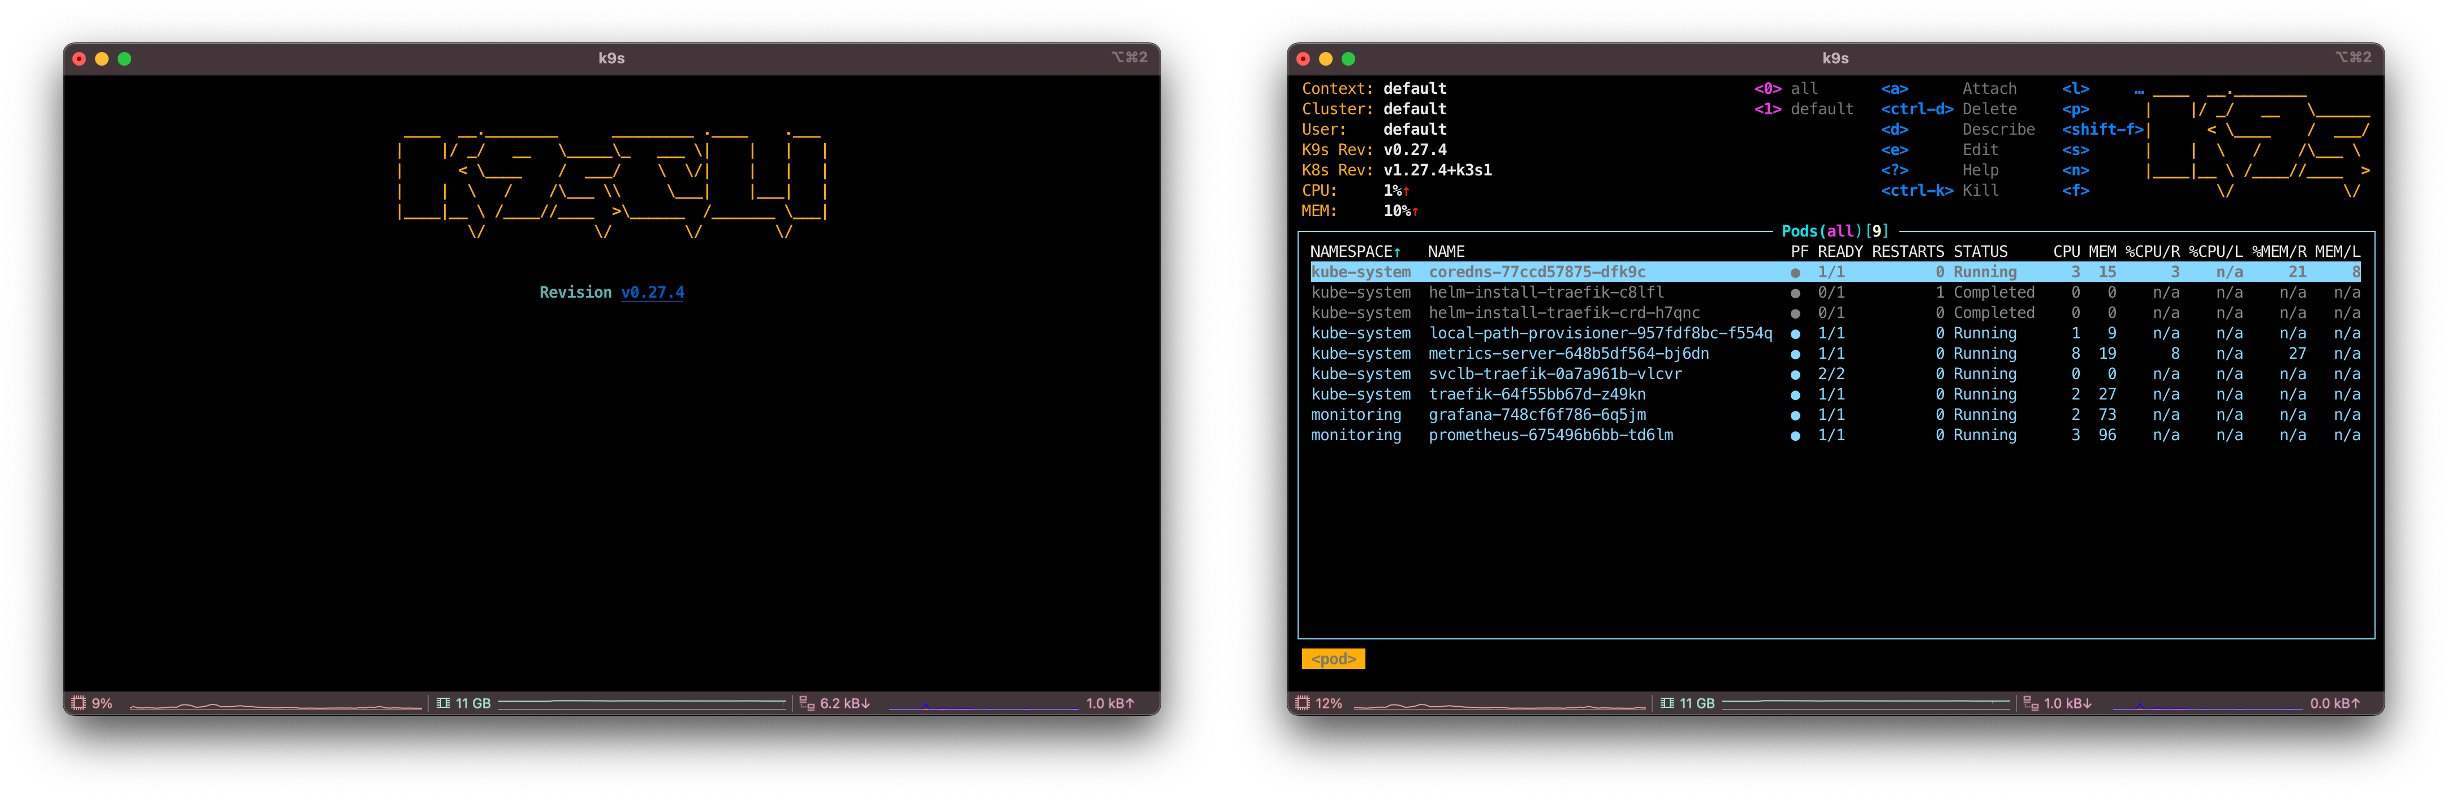 k9s
⌥⌘2
Revision v0.27.4
9%
11 GB
6.2 kB↓
1.0 kB↑
k9s
⌥⌘2
Context: default <0> all <a> Attach <l> …
Cluster: default <1> default <ctrl-d> Delete <p>
User: default <d> Describe <shift-f>
K9s Rev: v0.27.4 <e> Edit <s>
K8s Rev: v1.27.4+k3s1 <?> Help <n>
CPU: 1%↑ <ctrl-k> Kill <f>
MEM: 10%↑
Pods(all)[9]
NAMESPACE↑ NAME PF READY RESTARTS STATUS CPU MEM %CPU/R %CPU/L %MEM/R MEM/L
kube-system coredns-77ccd57875-dfk9c ● 1/1 0 Running 3 15 3 n/a 21 8
kube-system helm-install-traefik-c8lfl ● 0/1 1 Completed 0 0 n/a n/a n/a n/a
kube-system helm-install-traefik-crd-h7qnc ● 0/1 0 Completed 0 0 n/a n/a n/a n/a
kube-system local-path-provisioner-957fdf8bc-f554q ● 1/1 0 Running 1 9 n/a n/a n/a n/a
kube-system metrics-server-648b5df564-bj6dn ● 1/1 0 Running 8 19 8 n/a 27 n/a
kube-system svclb-traefik-0a7a961b-vlcvr ● 2/2 0 Running 0 0 n/a n/a n/a n/a
kube-system traefik-64f55bb67d-z49kn ● 1/1 0 Running 2 27 n/a n/a n/a n/a
monitoring grafana-748cf6f786-6q5jm ● 1/1 0 Running 2 73 n/a n/a n/a n/a
monitoring prometheus-675496b6bb-td6lm ● 1/1 0 Running 3 96 n/a n/a n/a n/a
<pod>
12%
11 GB
1.0 kB↓
0.0 kB↑